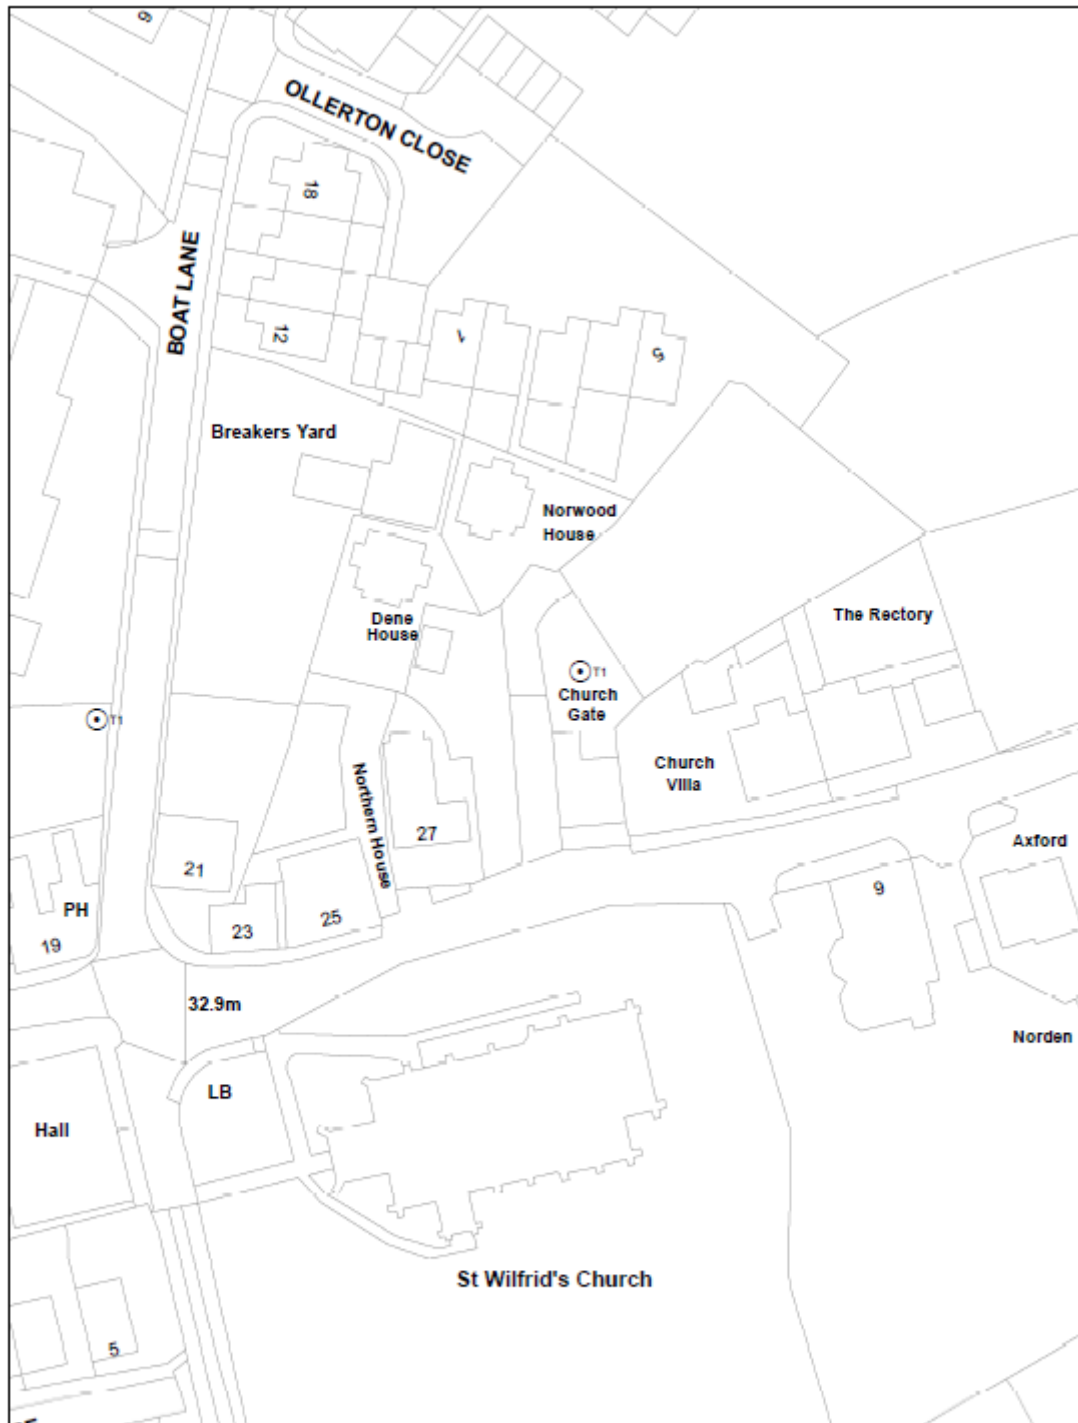 6
OLLERTON CLOSE
18
BOAT LANE
12
1
5
Breakers Yard
Norwood
House
Dene
House
The Rectory
T1
Church
Gate
T1
Church
Villa
Northern House
27
21
Axford
9
PH
19
23
25
32.9m
Norden
LB
Hall
St Wilfrid's Church
5